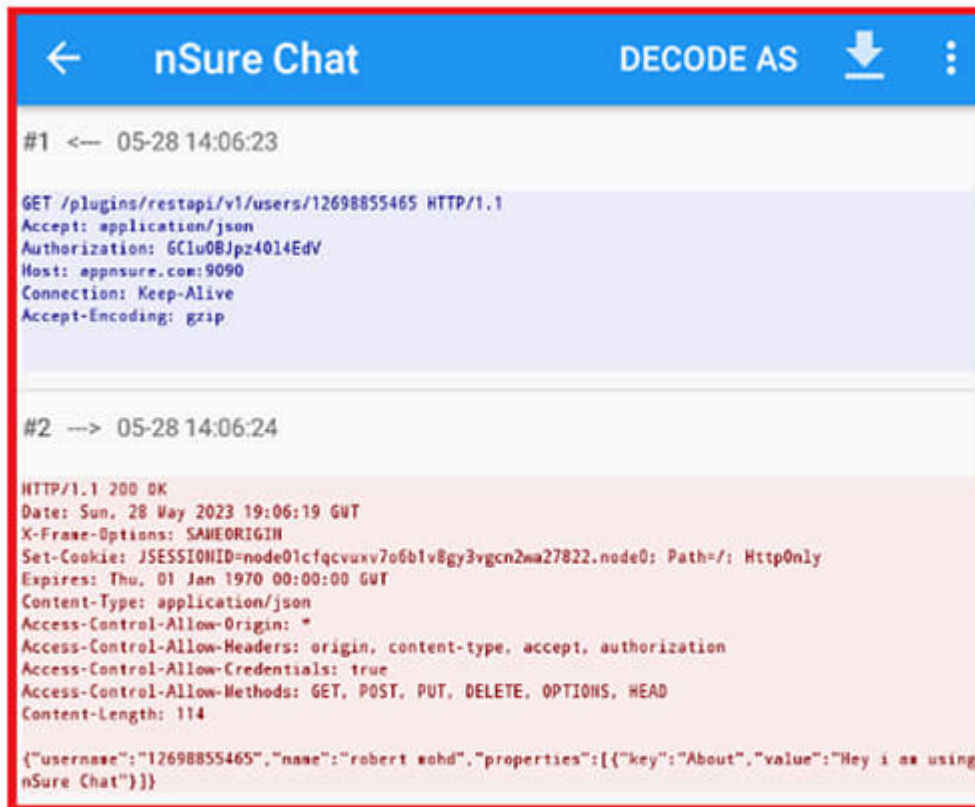 nSure Chat DECODE AS
#1 <--- 05-28 14:06:23
GET /plugins/restapi/v1/users/12698855465 HTTP/1.1
Accept: application/json
Authorization: GClu0BJpz40l4EdV
Host: appnsure.com:9090
Connection: Keep-Alive
Accept-Encoding: gzip
#2 ---> 05-28 14:06:24
HTTP/1.1 200 OK
Date: Sun, 28 May 2023 19:06:19 GMT
X-Frame-Options: SAMEORIGIN
Set-Cookie: JSESSIONID=node01cfqcvuxv7o6b1v8gy3vgcn2wa27822.node0; Path=/; HttpOnly
Expires: Thu, 01 Jan 1970 00:00:00 GMT
Content-Type: application/json
Access-Control-Allow-Origin: *
Access-Control-Allow-Headers: origin, content-type, accept, authorization
Access-Control-Allow-Credentials: true
Access-Control-Allow-Methods: GET, POST, PUT, DELETE, OPTIONS, HEAD
Content-Length: 114
{"username":"12698855465","name":"robert mohd","properties":[{"key":"About","value":"Hey i am using
nSure Chat"}]}